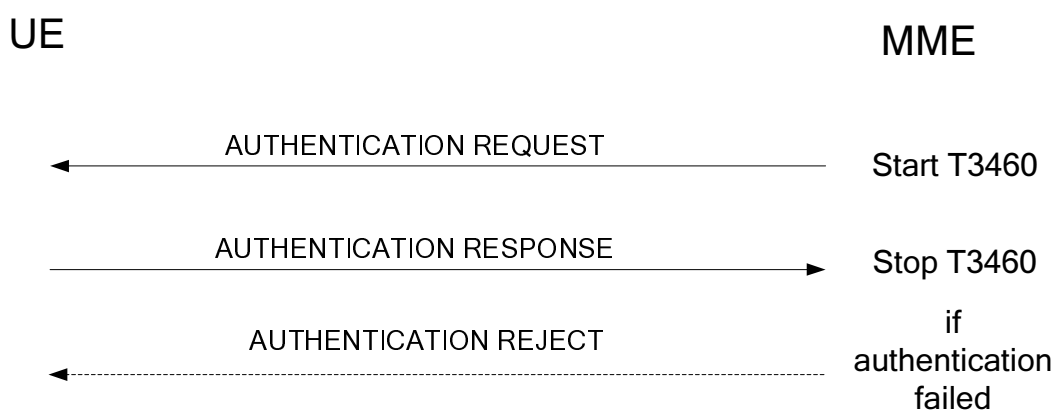 UE
MME
AUTHENTICATION REQUEST
Start T3460
AUTHENTICATION RESPONSE
Stop T3460
AUTHENTICATION REJECT
if
authentication
failed